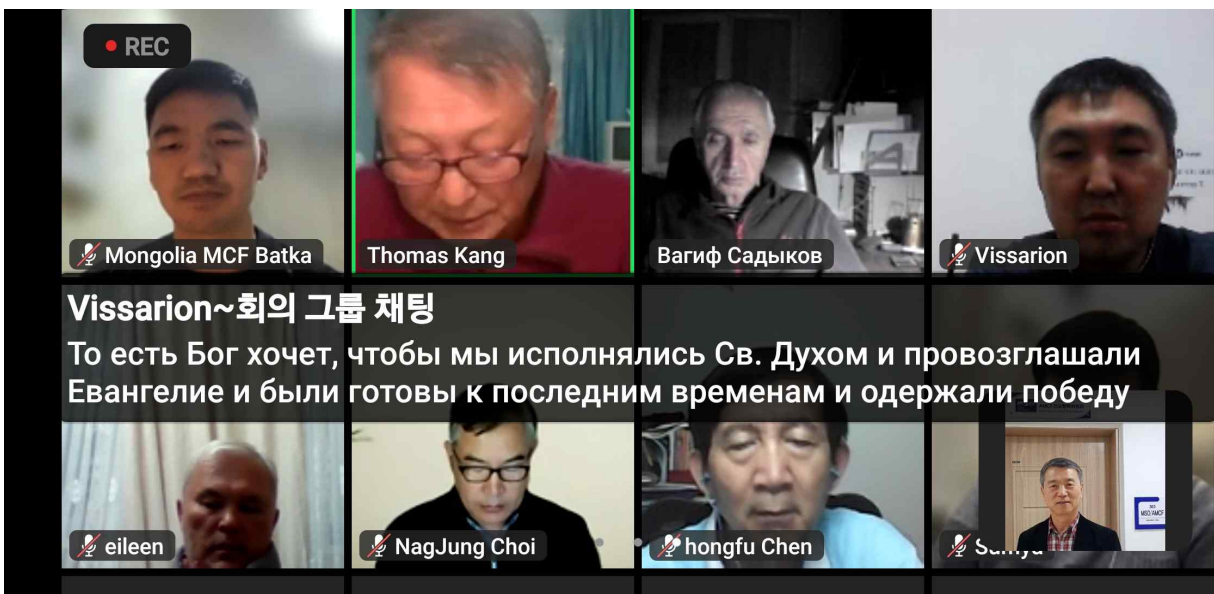 REC
Mongolia MCF Batka
Thomas Kang
Вагиф Садыков
Vissarion
Vissarion~회의 그룹 채팅
То есть Бог хочет, чтобы мы исполнялись Св. Духом и провозглашали
Евангелие и были готовы к последним временам и одержали победу
eileen
NagJung Choi
hongfu Chen
MSO/AMCF